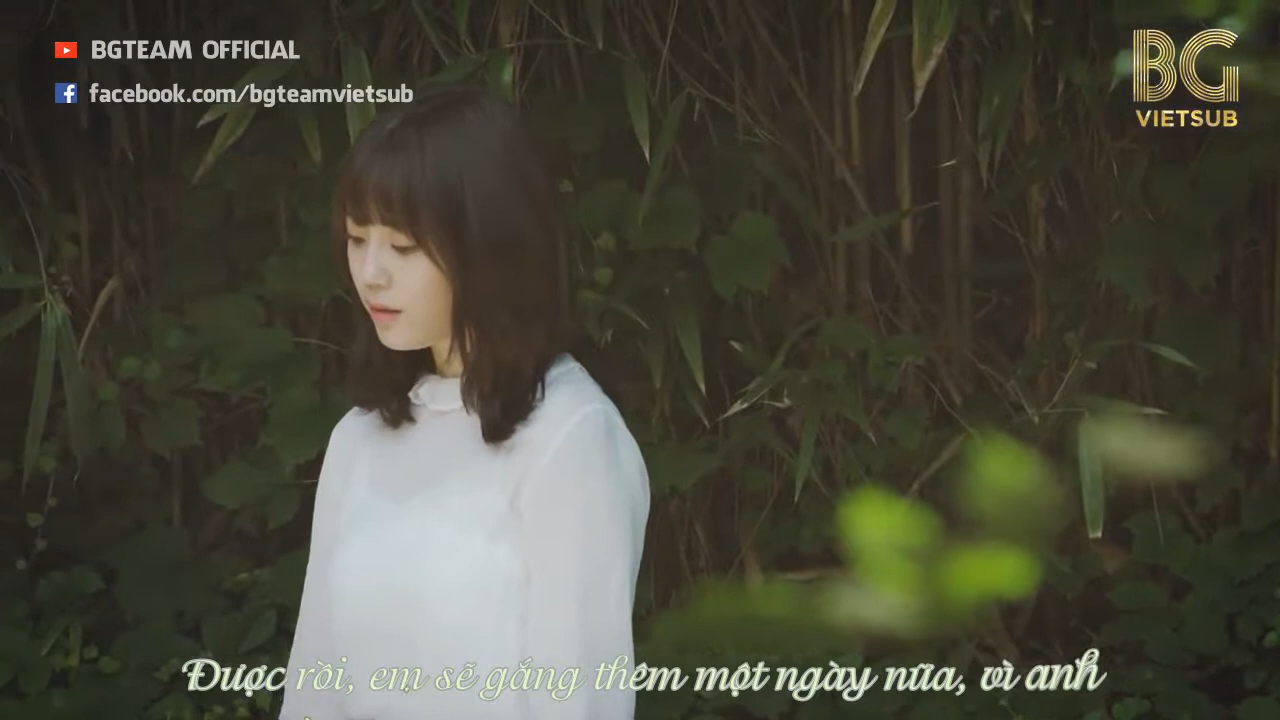 BGTEAM OFFICIAL
facebook.com/bgteamvietsub
BG
VIETSUB
Được rồi, em sẽ gắng thêm một ngày nữa, vì anh